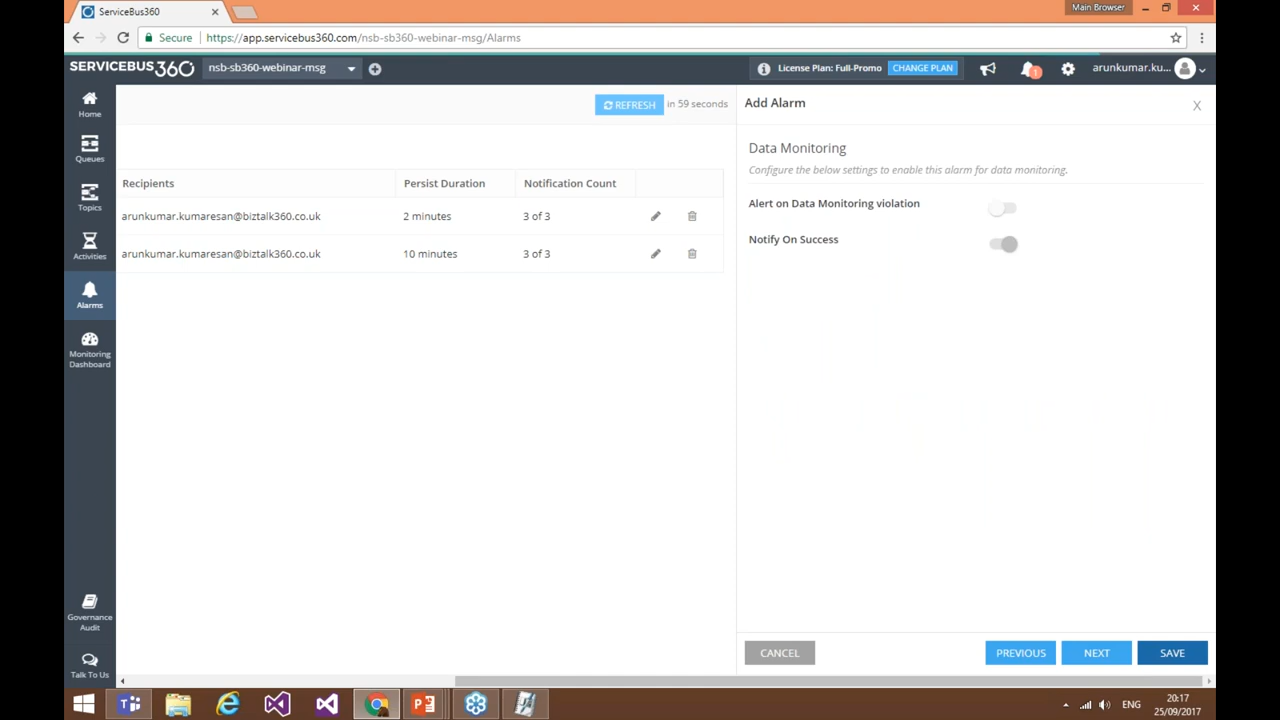 ServiceBus360
Main Browser
Secure https://app.servicebus360.com/nsb-sb360-webinar-msg/Alarms
SERVICEBUS360 nsb-sb360-webinar-msg License Plan: Full-Promo CHANGE PLAN 1 arunkumar.ku...
Home
Queues
Topics
Activities
Alarms
Monitoring
Dashboard
Governance
Audit
Talk To Us
REFRESH in 59 seconds
Recipients Persist Duration Notification Count
arunkumar.kumaresan@biztalk360.co.uk 2 minutes 3 of 3
arunkumar.kumaresan@biztalk360.co.uk 10 minutes 3 of 3
Add Alarm X
Data Monitoring
Configure the below settings to enable this alarm for data monitoring.
Alert on Data Monitoring violation
Notify On Success
CANCEL PREVIOUS NEXT SAVE
ENG 20:17
25/09/2017